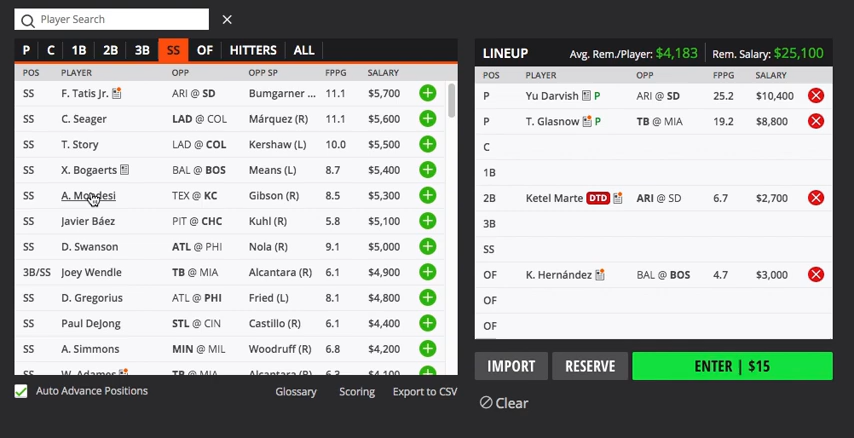 Player Search
P C 1B 2B 3B SS OF HITTERS ALL
POS PLAYER OPP OPP SP FPPG SALARY
SS F. Tatis Jr. ARI @ SD Bumgarner ... 11.1 $5,700
SS C. Seager LAD @ COL Márquez (R) 11.1 $5,600
SS T. Story LAD @ COL Kershaw (L) 10.0 $5,500
SS X. Bogaerts BAL @ BOS Means (L) 8.7 $5,400
SS A. Mondesi TEX @ KC Gibson (R) 8.5 $5,300
SS Javier Báez PIT @ CHC Kuhl (R) 5.8 $5,100
SS D. Swanson ATL @ PHI Nola (R) 9.1 $5,000
3B/SS Joey Wendle TB @ MIA Alcantara (R) 6.1 $4,900
SS D. Gregorius ATL @ PHI Fried (L) 8.1 $4,800
SS Paul DeJong STL @ CIN Castillo (R) 6.1 $4,400
SS A. Simmons MIN @ MIL Woodruff (R) 6.8 $4,200
SS W. Adames TB @ MIA Alcantara (R) 6.3 $4,100
Auto Advance Positions
Glossary Scoring Export to CSV
LINEUP Avg. Rem./Player: $4,183 Rem. Salary: $25,100
POS PLAYER OPP FPPG SALARY
P Yu Darvish P ARI @ SD 25.2 $10,400
P T. Glasnow P TB @ MIA 19.2 $8,800
C
1B
2B Ketel Marte DTD ARI @ SD 6.7 $2,700
3B
SS
OF K. Hernández BAL @ BOS 4.7 $3,000
OF
OF
IMPORT RESERVE ENTER | $15
Clear